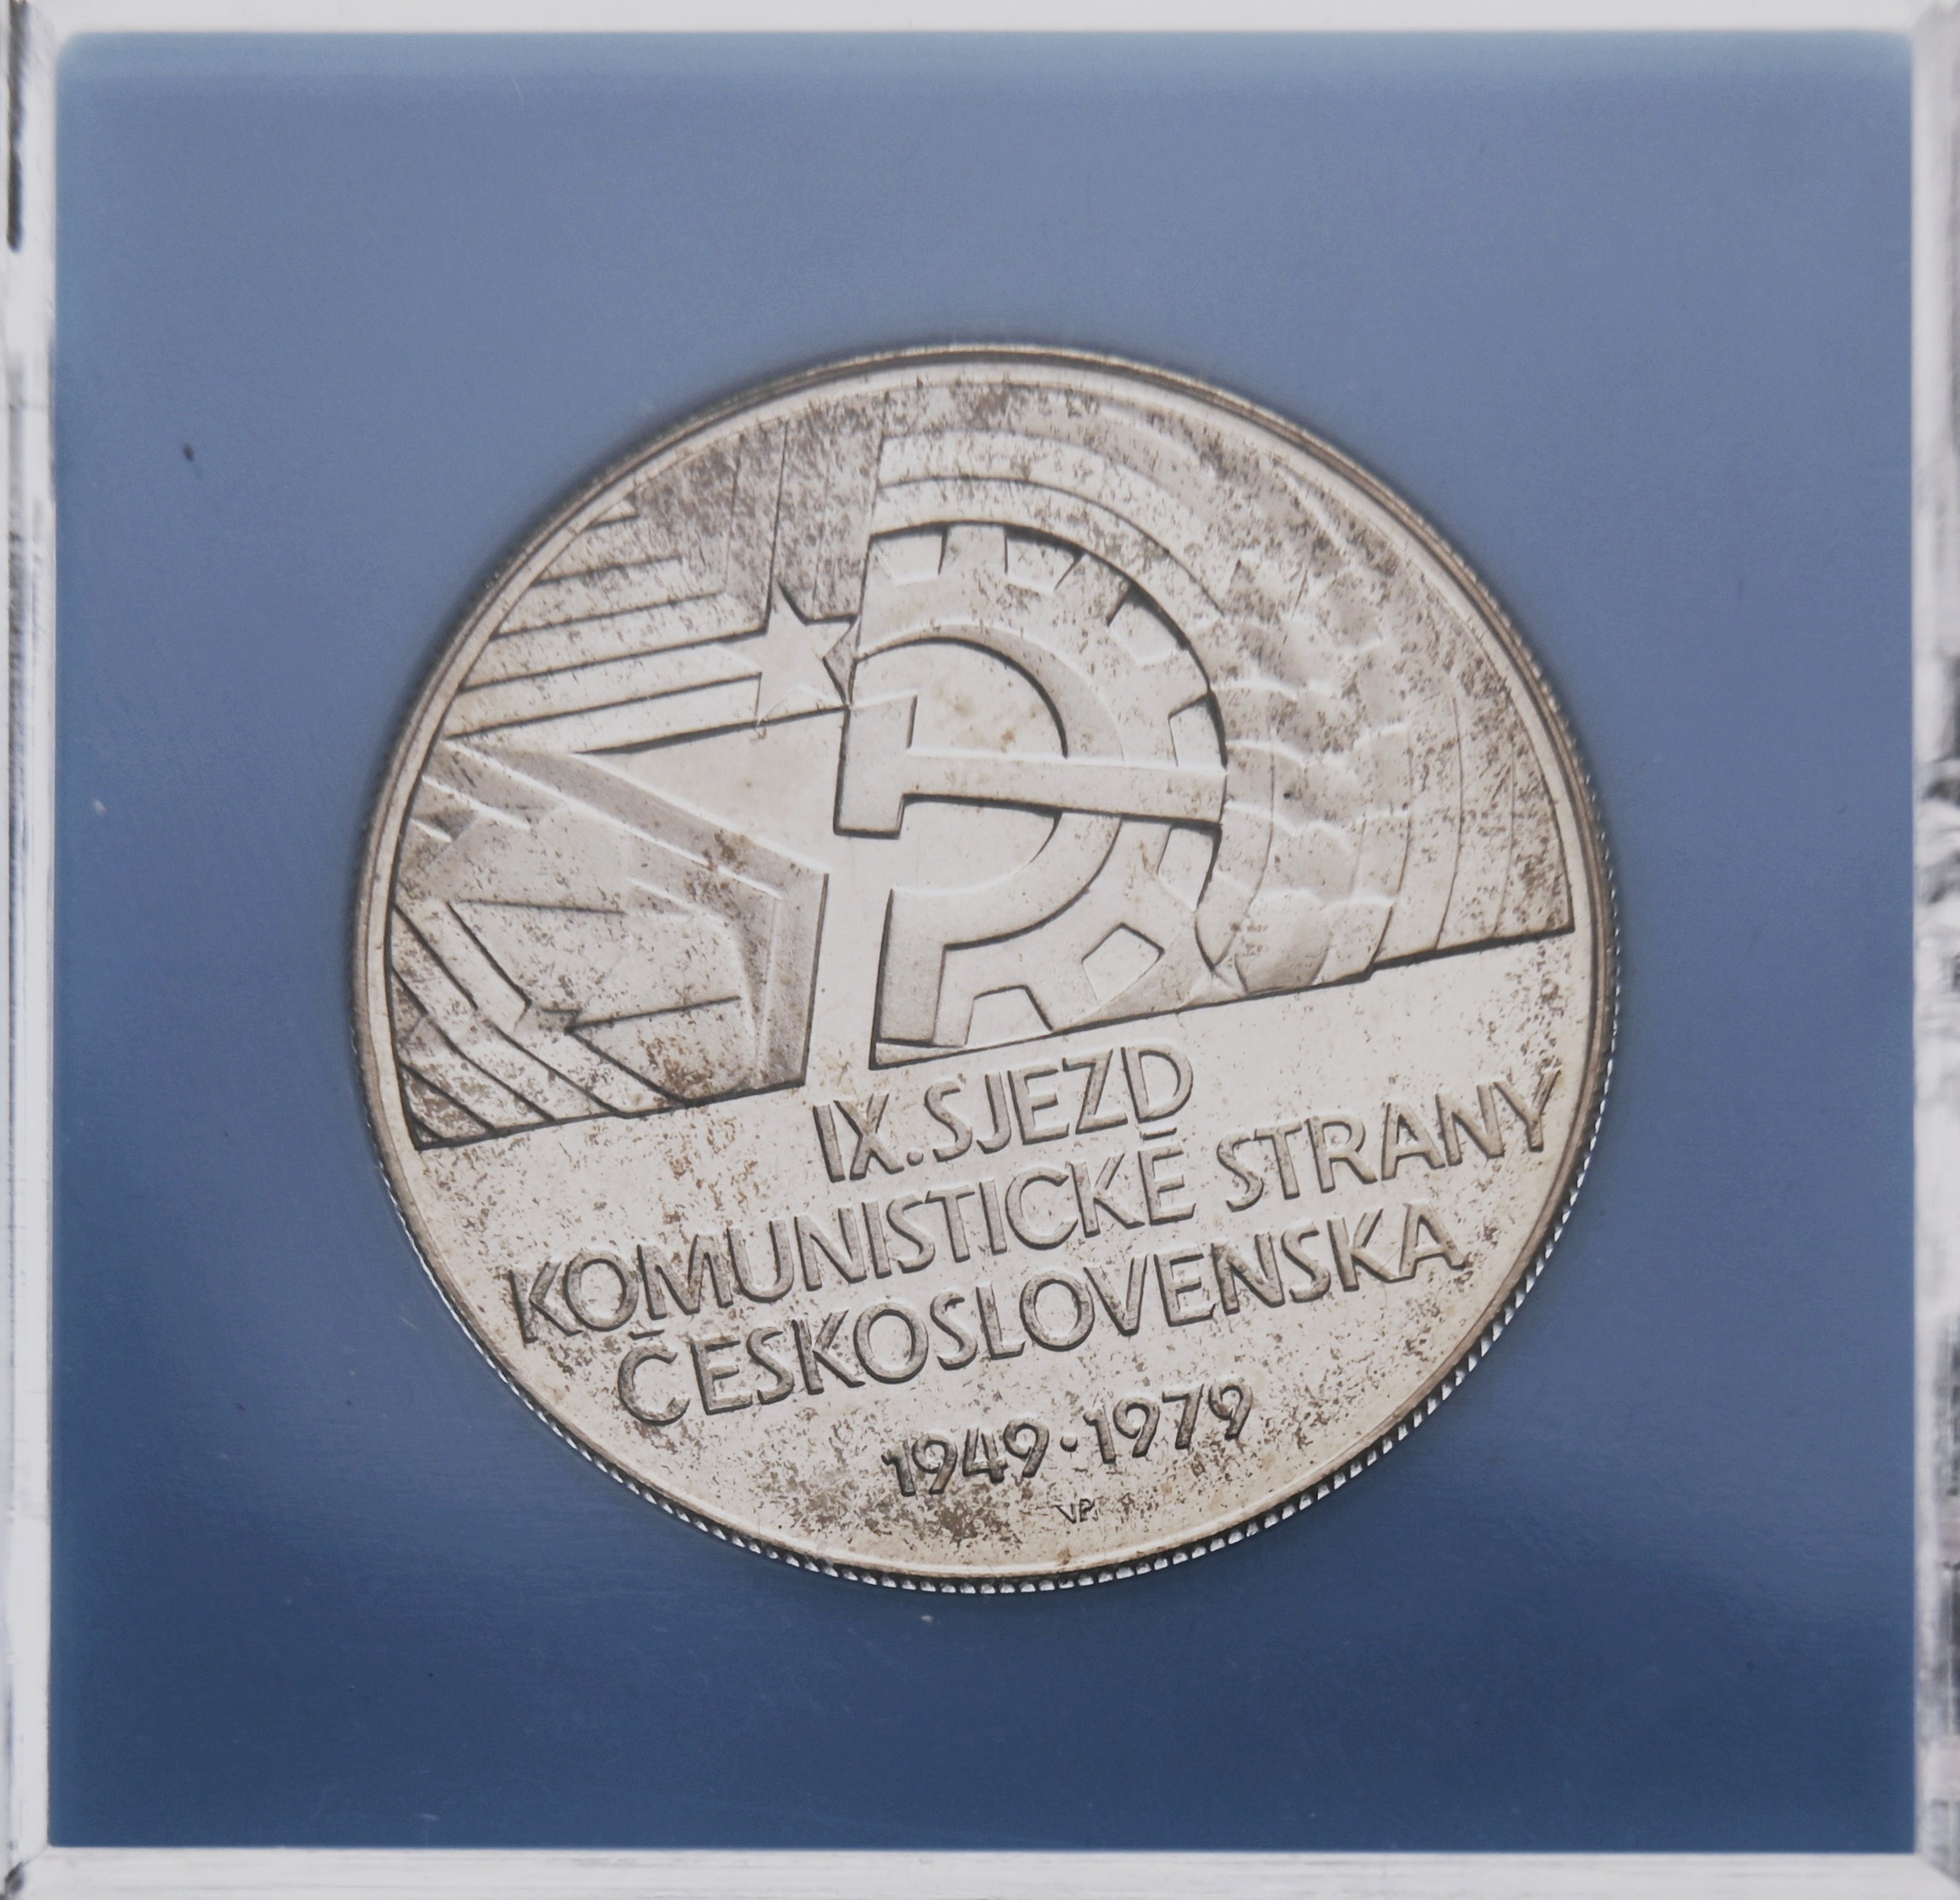 IX. SJEZD
KOMUNISTICKÉ STRANY
ČESKOSLOVENSKA
1949 · 1979
VP